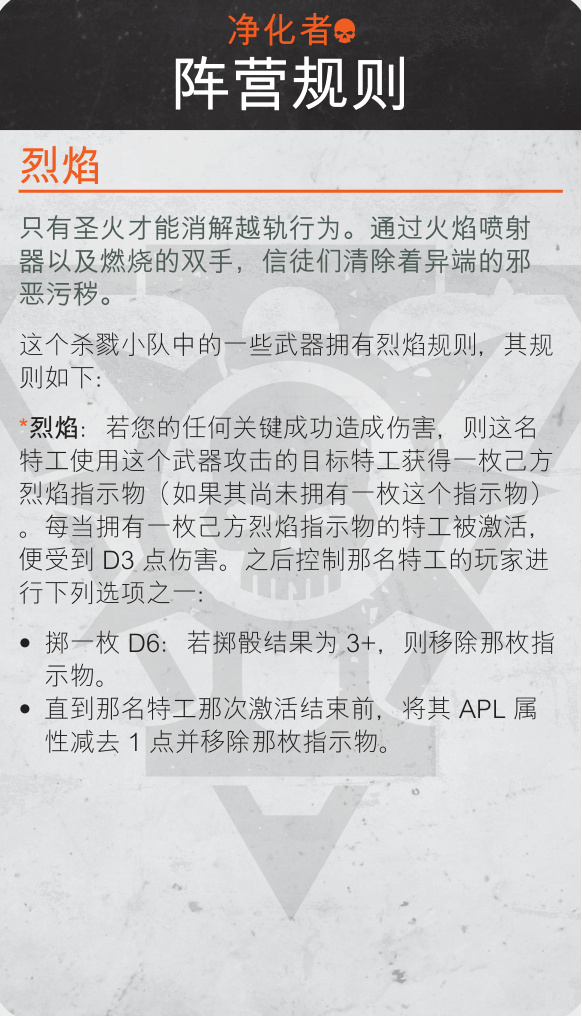 净化者
阵营规则
烈焰
只有圣火才能消解越轨行为。通过火焰喷射
器以及燃烧的双手，信徒们清除着异端的邪
恶污秽。
这个杀戮小队中的一些武器拥有烈焰规则，其规
则如下:
*烈焰: 若您的任何关键成功造成伤害，则这名
特工使用这个武器攻击的目标特工获得一枚己方
烈焰指示物（如果其尚未拥有一枚这个指示物）
。每当拥有一枚己方烈焰指示物的特工被激活，
便受到 D3 点伤害。之后控制那名特工的玩家进
行下列选项之一:
• 掷一枚 D6: 若掷骰结果为 3+，则移除那枚指
示物。
• 直到那名特工那次激活结束前，将其 APL 属
性减去 1 点并移除那枚指示物。